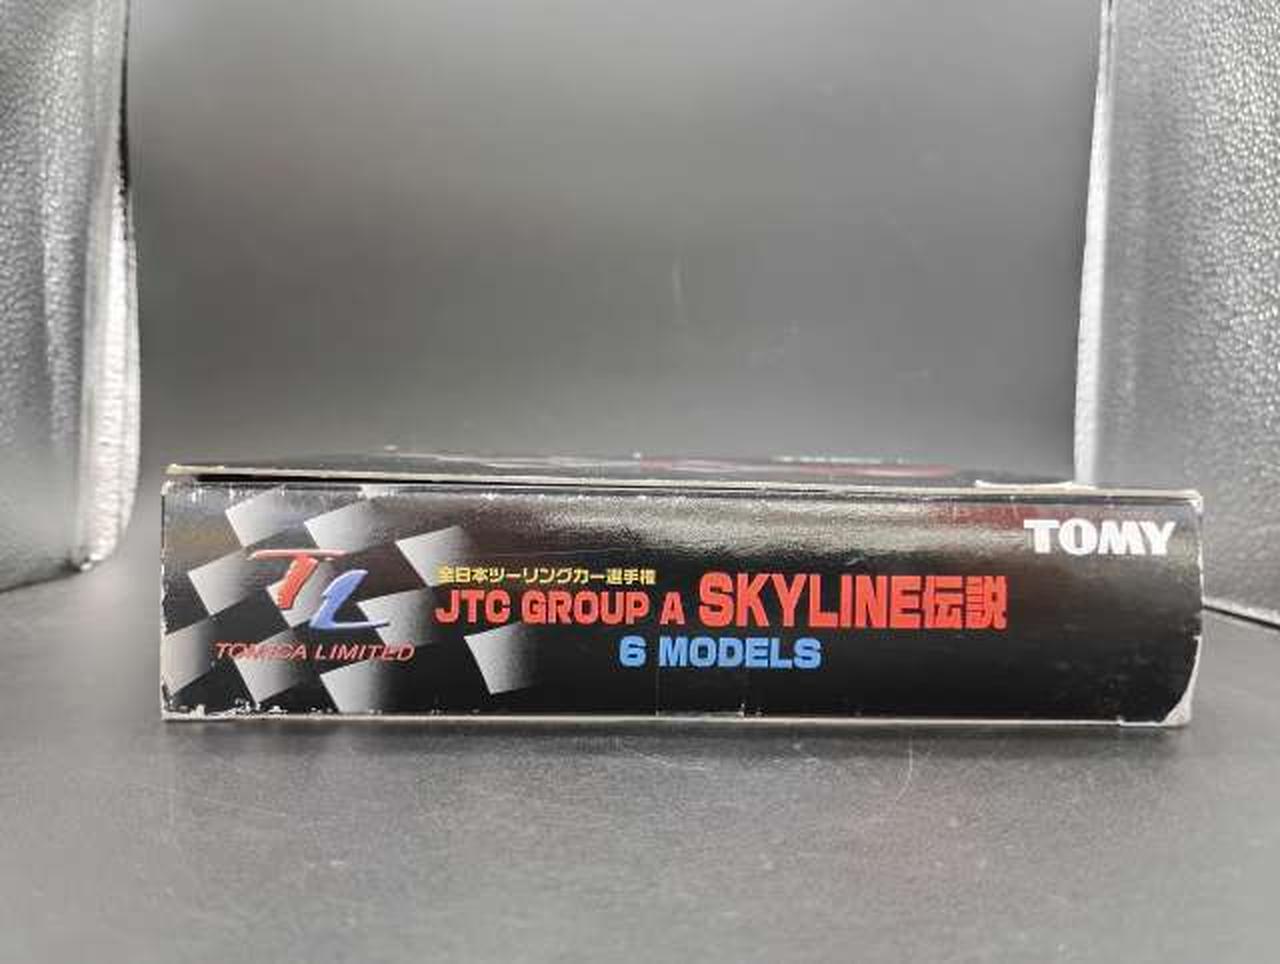 TOMY
TL
TOMICA LIMITED
全日本ツーリングカー選手権
JTC GROUP A SKYLINE伝説
6 MODELS